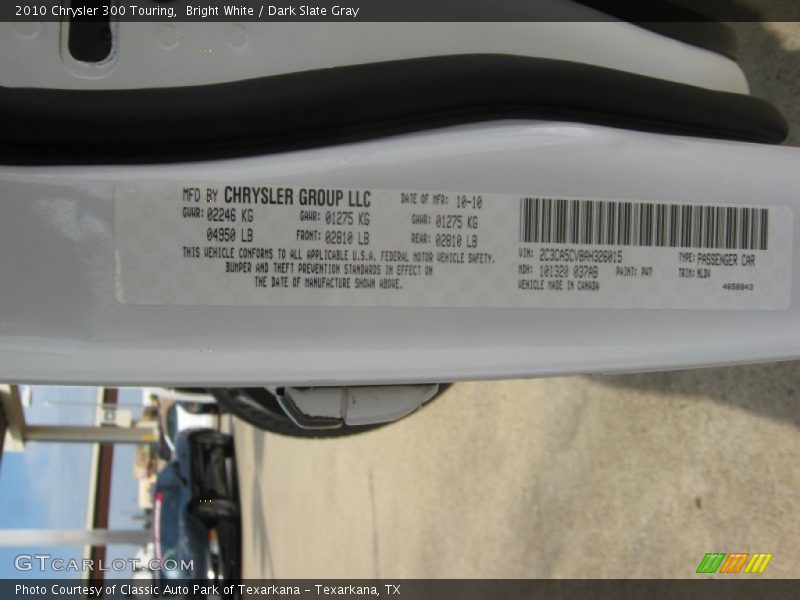 2010 Chrysler 300 Touring, Bright White / Dark Slate Gray
MFD BY CHRYSLER GROUP LLC DATE OF MFR: 10-10
GVWR: 02246 KG GAWR: 01275 KG GAWR: 01275 KG
04950 LB FRONT: 02810 LB REAR: 02810 LB
THIS VEHICLE CONFORMS TO ALL APPLICABLE U.S.A. FEDERAL MOTOR VEHICLE SAFETY,
BUMPER AND THEFT PREVENTION STANDARDS IN EFFECT ON
THE DATE OF MANUFACTURE SHOWN ABOVE.
VIN: 2C3CA5CV8AH326015 TYPE: PASSENGER CAR
MDH: 101320 037AB PAINT: PW7 TRIM: MLDV
VEHICLE MADE IN CANADA 4658043
GTCARLOT.COM
Photo Courtesy of Classic Auto Park of Texarkana - Texarkana, TX